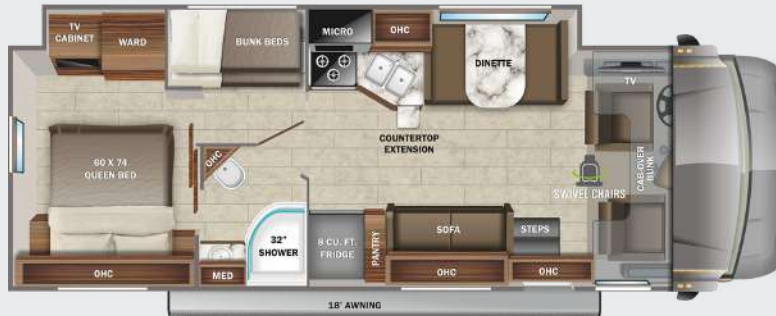 TV
CABINET
WARD
BUNK BEDS
MICRO
OHC
DINETTE
TV
60 X 74
QUEEN BED
OHC
COUNTERTOP
EXTENSION
CAB-OVER
BUNK
SWIVEL CHAIRS
32"
SHOWER
8 CU. FT.
FRIDGE
PANTRY
SOFA
STEPS
OHC
MED
OHC
OHC
18' AWNING